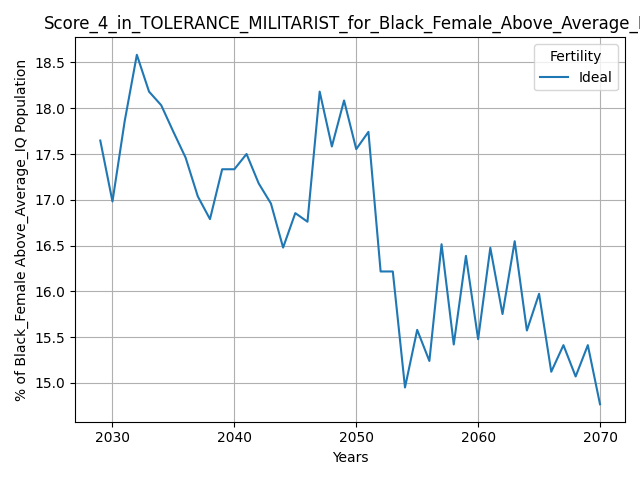 Score_4_in_TOLERANCE_MILITARIST_for_Black_Female_Above_Average_
Fertility
Ideal
% of Black_Female Above_Average_IQ Population
18.5
18.0
17.5
17.0
16.5
16.0
15.5
15.0
2030 2040 2050 2060 2070
Years